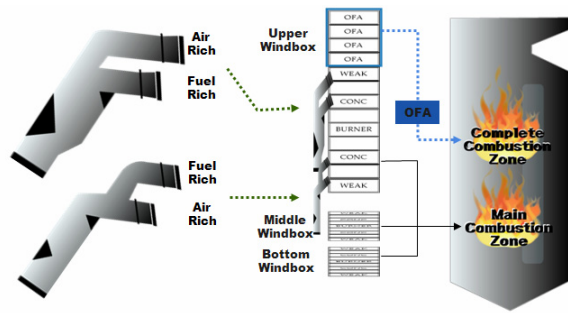 Air
Rich
Fuel
Rich
Fuel
Rich
Air
Rich
Upper
Windbox
OFA
OFA
OFA
OFA
WEAK
CONC
BURNER
CONC
WEAK
Middle
Windbox
Bottom
Windbox
OFA
Complete
Combustion
Zone
Main
Combustion
Zone